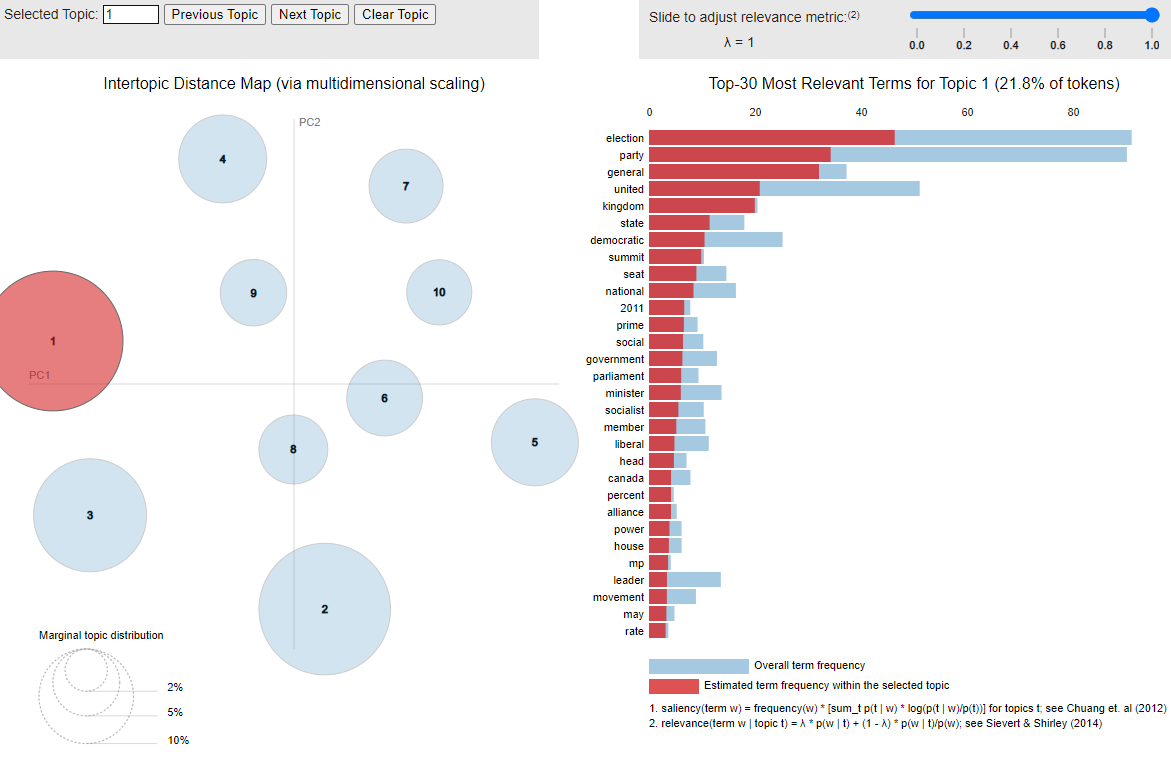 Selected Topic: 1 Previous Topic Next Topic Clear Topic
Slide to adjust relevance metric:(2)
λ = 1
0.0 0.2 0.4 0.6 0.8 1.0
Intertopic Distance Map (via multidimensional scaling)
PC2
4
7
9
10
1
PC1
6
5
8
3
2
Marginal topic distribution
2%
5%
10%
Top-30 Most Relevant Terms for Topic 1 (21.8% of tokens)
0 20 40 60 80
election
party
general
united
kingdom
state
democratic
summit
seat
national
2011
prime
social
government
parliament
minister
socialist
member
liberal
head
canada
percent
alliance
power
house
mp
leader
movement
may
rate
Overall term frequency
Estimated term frequency within the selected topic
1. saliency(term w) = frequency(w) * [sum_t p(t | w) * log(p(t | w)/p(t))] for topics t; see Chuang et. al (2012)
2. relevance(term w | topic t) = λ * p(w | t) + (1 - λ) * p(w | t)/p(w); see Sievert & Shirley (2014)